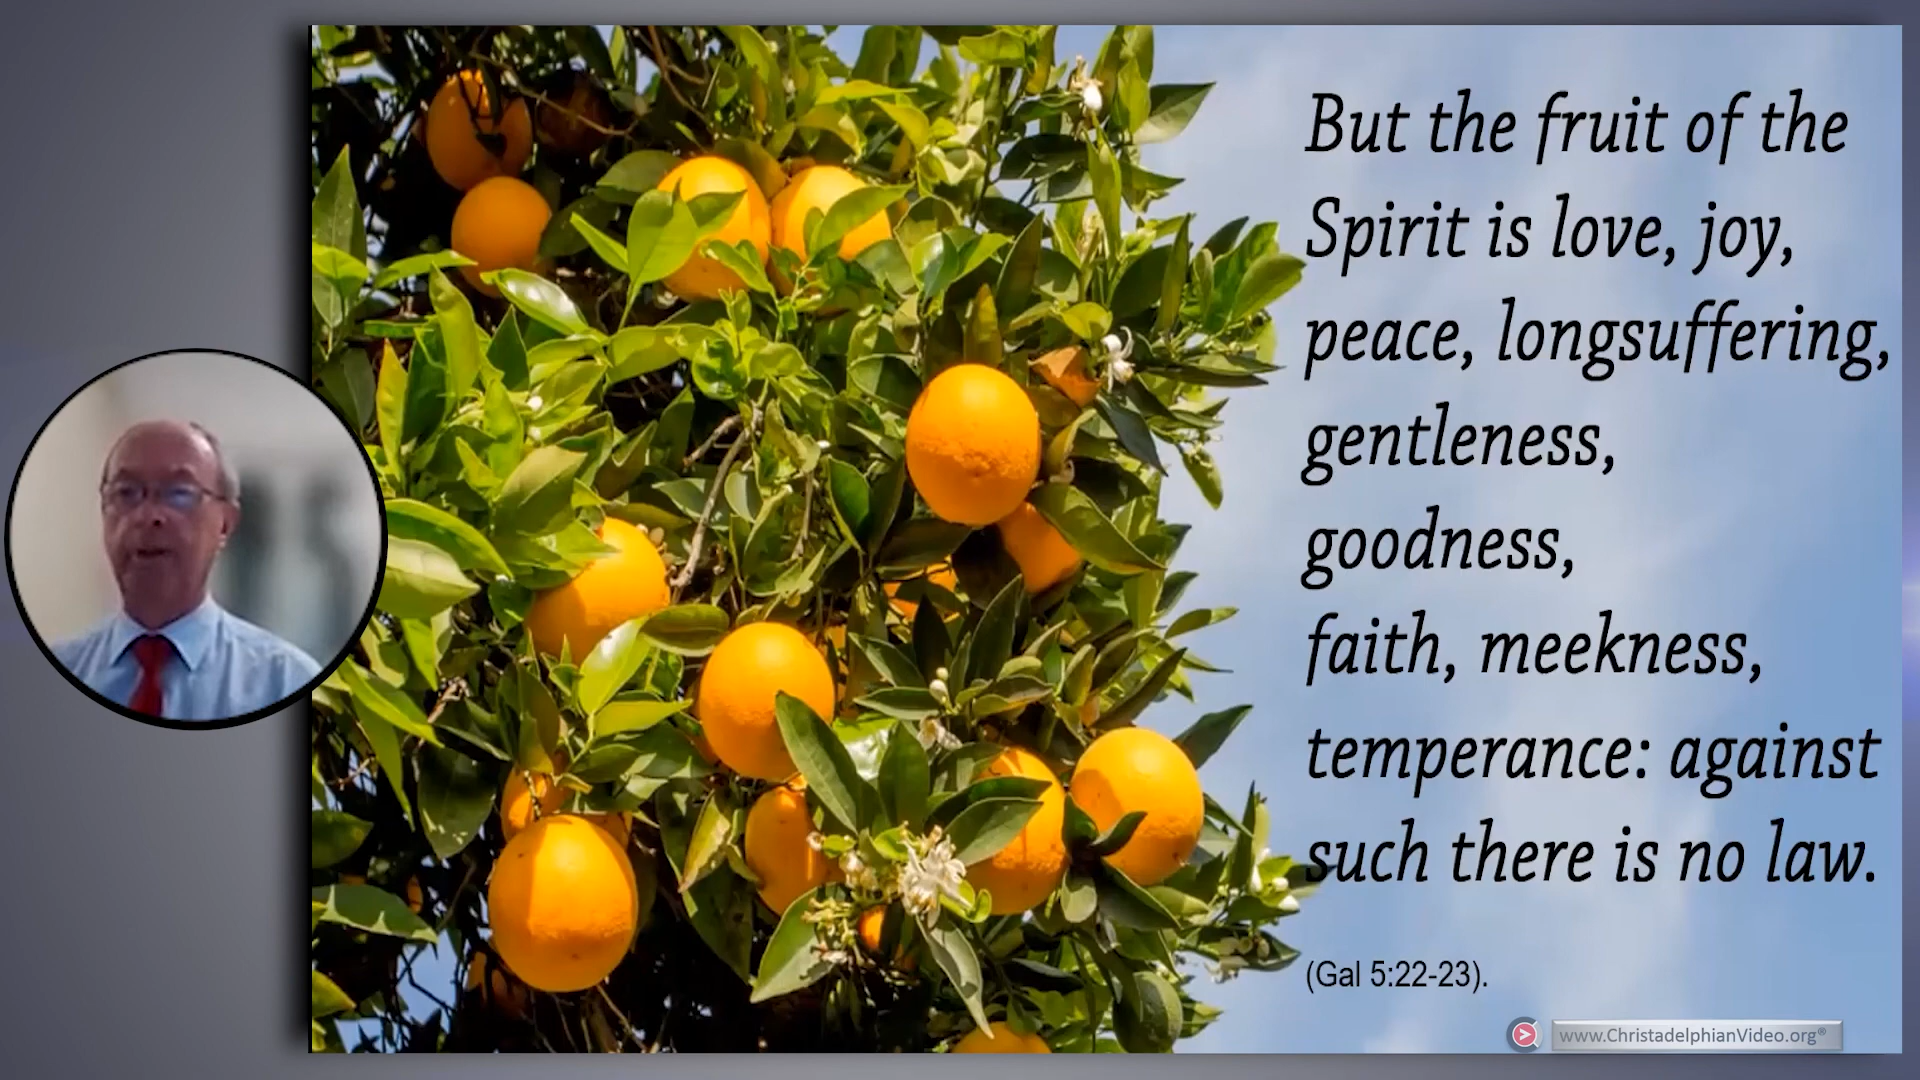 But the fruit of the
Spirit is love, joy,
peace, longsuffering,
gentleness,
goodness,
faith, meekness,
temperance: against
such there is no law.
(Gal 5:22-23).
www.ChristadelphianVideo.org®